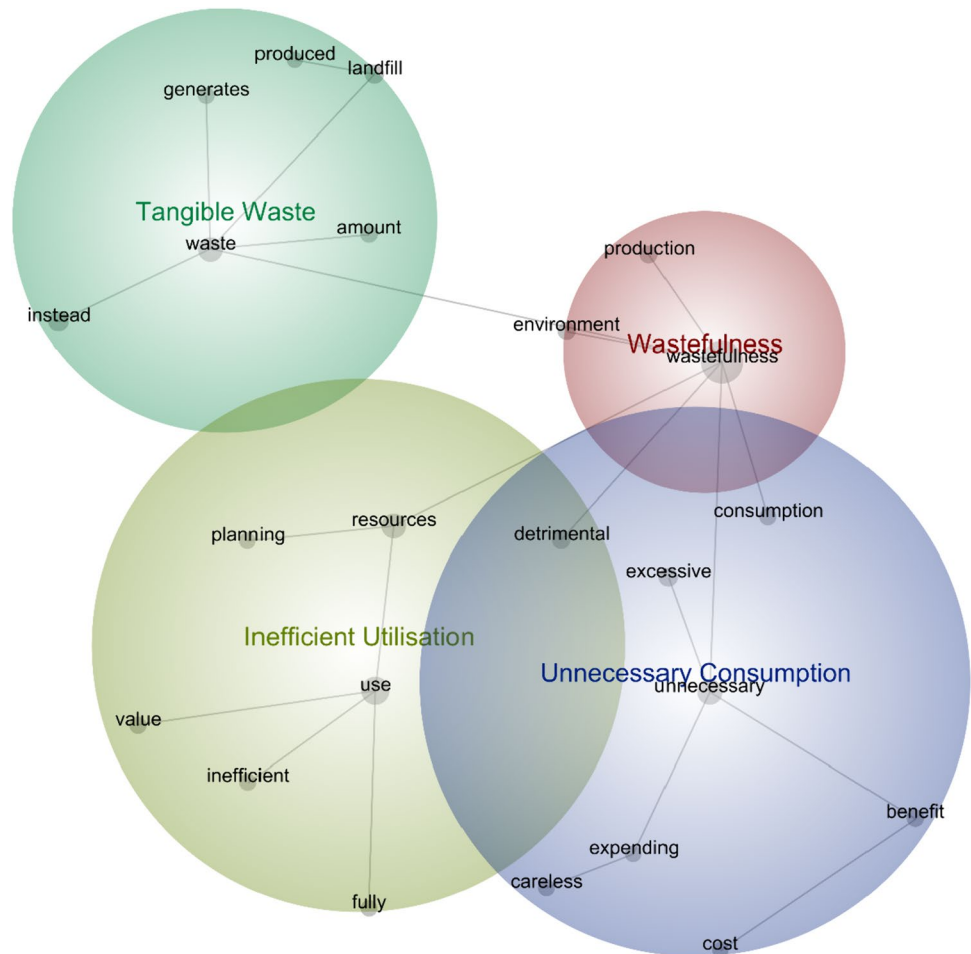 produced
landfill
generates
Tangible Waste
amount
waste
production
instead
environment
Wastefulness
wastefulness
consumption
resources
planning
detrimental
excessive
Inefficient Utilisation
Unnecessary Consumption
use
unnecessary
value
inefficient
benefit
expending
careless
fully
cost